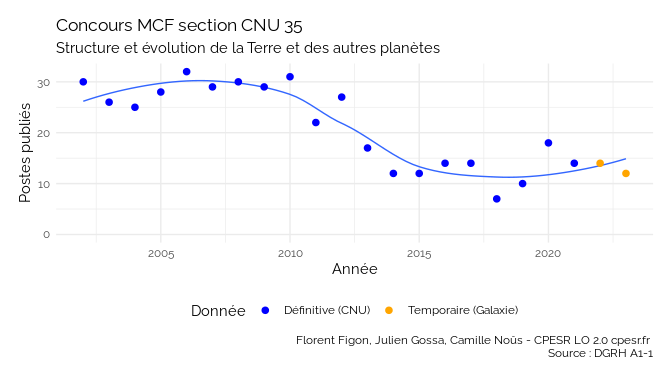 Concours MCF section CNU 35
Structure et évolution de la Terre et des autres planètes
Postes publiés
30
20
10
0
2005 2010 2015 2020
Année
Donnée Définitive (CNU) Temporaire (Galaxie)
Florent Figon, Julien Gossa, Camille Noûs - CPESR LO 2.0 cpesr.fr
Source : DGRH A1-1